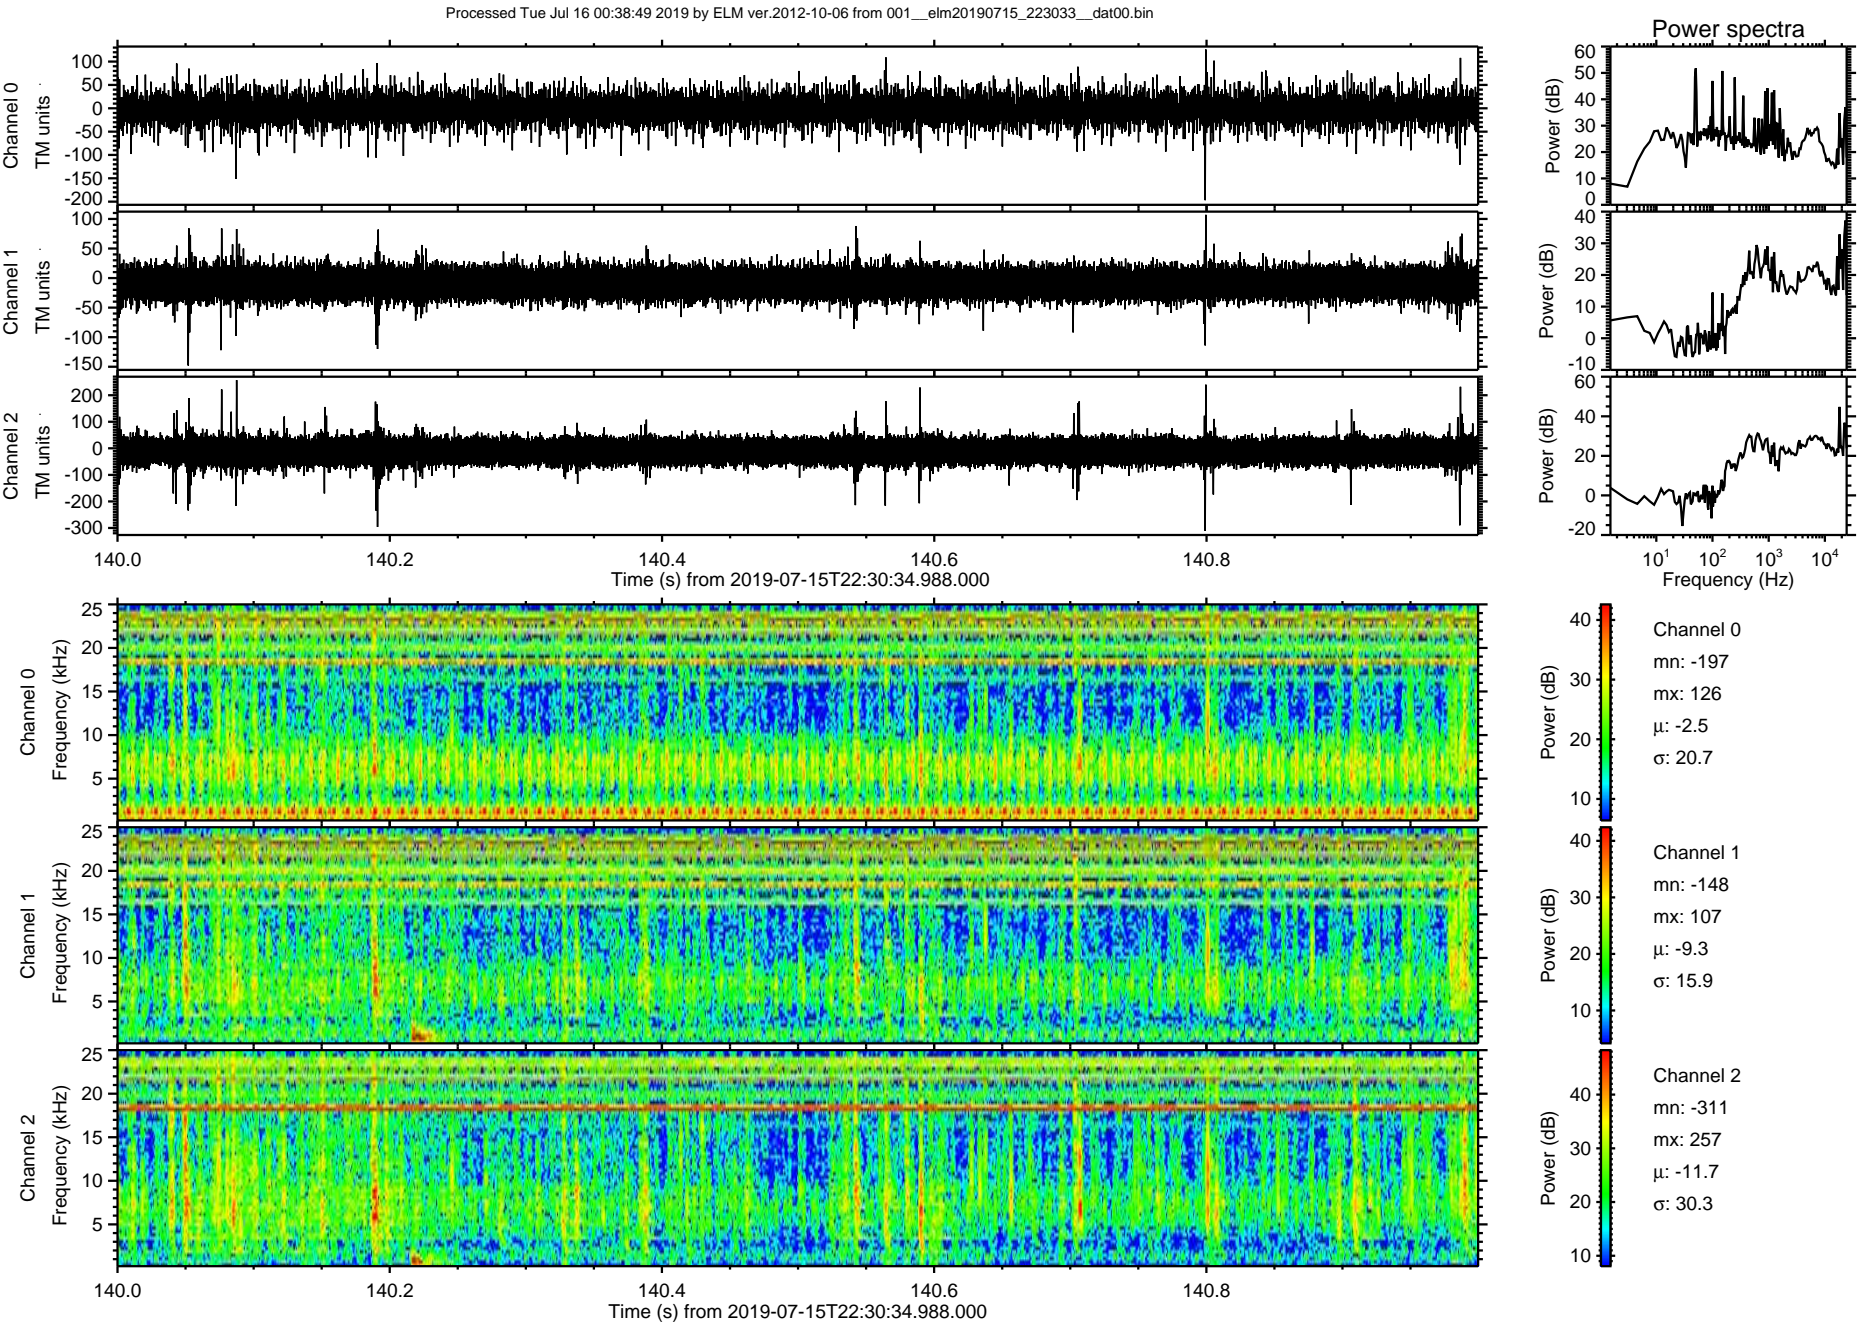 Processed Tue Jul 16 00:38:49 2019 by ELM ver.2012-10-06 from 001__elm20190715_223033__dat00.bin
Power spectra
Channel 0
TM units
100
50
0
-50
-100
-150
-200
Power (dB)
60
50
40
30
20
10
0
Channel 1
TM units
100
50
0
-50
-100
-150
Power (dB)
40
30
20
10
0
-10
Channel 2
TM units
200
100
0
-100
-200
-300
Power (dB)
60
40
20
0
-20
140.0 140.2 140.4 140.6 140.8
Time (s) from 2019-07-15T22:30:34.988.000
10¹ 10² 10³ 10⁴
Frequency (Hz)
Channel 0
Frequency (kHz)
25
20
15
10
5
Power (dB)
40
30
20
10
Channel 0
mn: -197
mx: 126
μ: -2.5
σ: 20.7
Channel 1
Frequency (kHz)
25
20
15
10
5
Power (dB)
40
30
20
10
Channel 1
mn: -148
mx: 107
μ: -9.3
σ: 15.9
Channel 2
Frequency (kHz)
25
20
15
10
5
Power (dB)
40
30
20
10
Channel 2
mn: -311
mx: 257
μ: -11.7
σ: 30.3
140.0 140.2 140.4 140.6 140.8
Time (s) from 2019-07-15T22:30:34.988.000